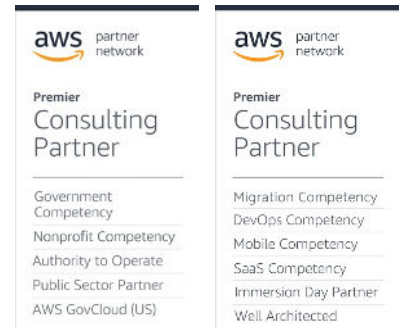 aws partner
network
Premier
Consulting
Partner
Government
Competency
Nonprofit Competency
Authority to Operate
Public Sector Partner
AWS GovCloud (US)
aws partner
network
Premier
Consulting
Partner
Migration Competency
DevOps Competency
Mobile Competency
SaaS Competency
Immersion Day Partner
Well Architected